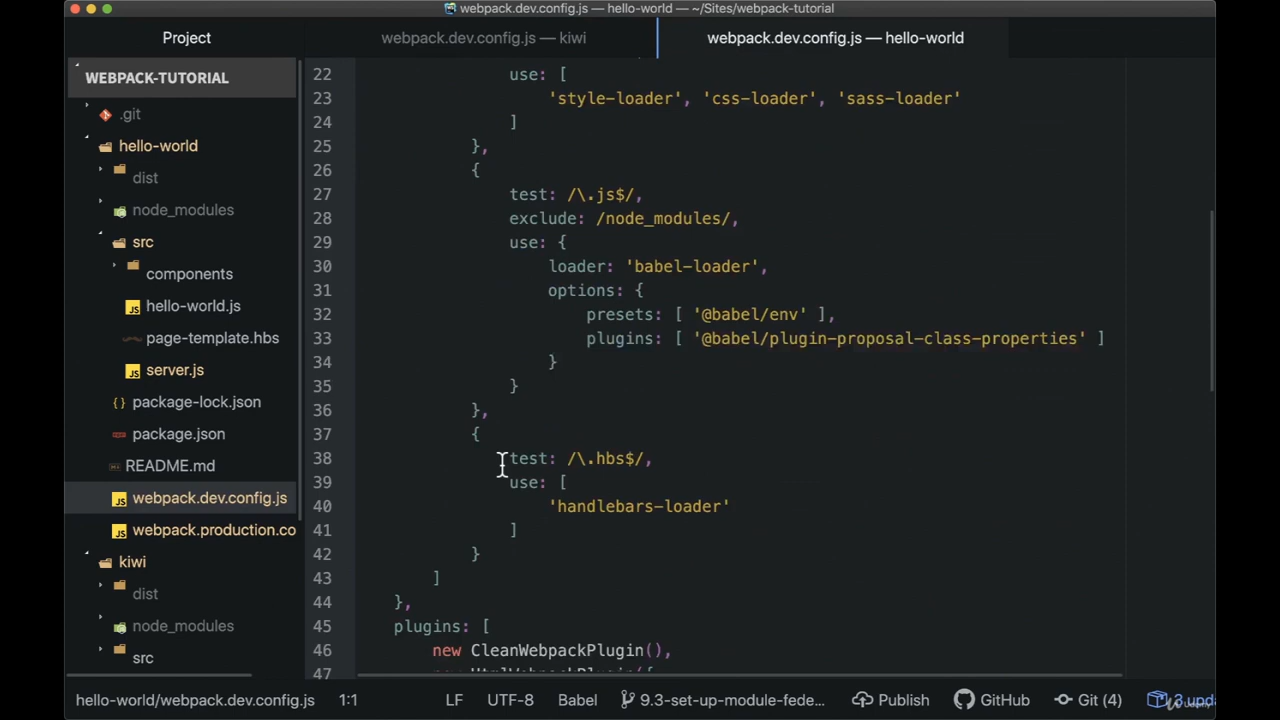 webpack.dev.config.js — hello-world — ~/Sites/webpack-tutorial
Project
webpack.dev.config.js — kiwi
webpack.dev.config.js — hello-world
WEBPACK-TUTORIAL
.git
hello-world
dist
node_modules
src
components
hello-world.js
page-template.hbs
server.js
package-lock.json
package.json
README.md
webpack.dev.config.js
webpack.production.co
kiwi
dist
node_modules
src
22 use: [
23 'style-loader', 'css-loader', 'sass-loader'
24 ]
25 },
26 {
27 test: /\.js$/,
28 exclude: /node_modules/,
29 use: {
30 loader: 'babel-loader',
31 options: {
32 presets: [ '@babel/env' ],
33 plugins: [ '@babel/plugin-proposal-class-properties' ]
34 }
35 }
36 },
37 {
38 test: /\.hbs$/,
39 use: [
40 'handlebars-loader'
41 ]
42 }
43 ]
44 },
45 plugins: [
46 new CleanWebpackPlugin(),
47 new HtmlWebpackPlugin({
hello-world/webpack.dev.config.js 1:1 LF UTF-8 Babel 9.3-set-up-module-fede... Publish GitHub Git (4)